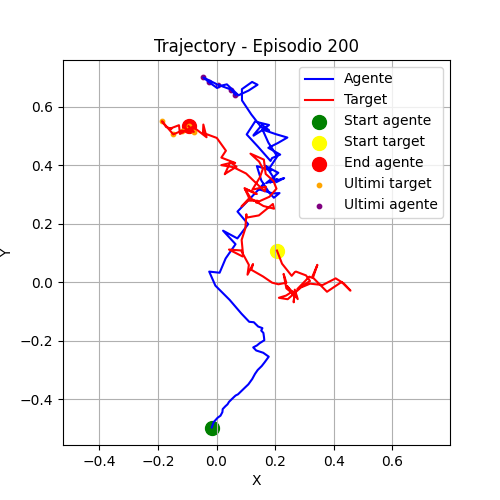 Trajectory - Episodio 200
Agente
Target
Start agente
Start target
End agente
Ultimi target
Ultimi agente
0.6
0.4
0.2
0.0
−0.2
−0.4
Y
−0.4
−0.2
0.0
0.2
0.4
0.6
X